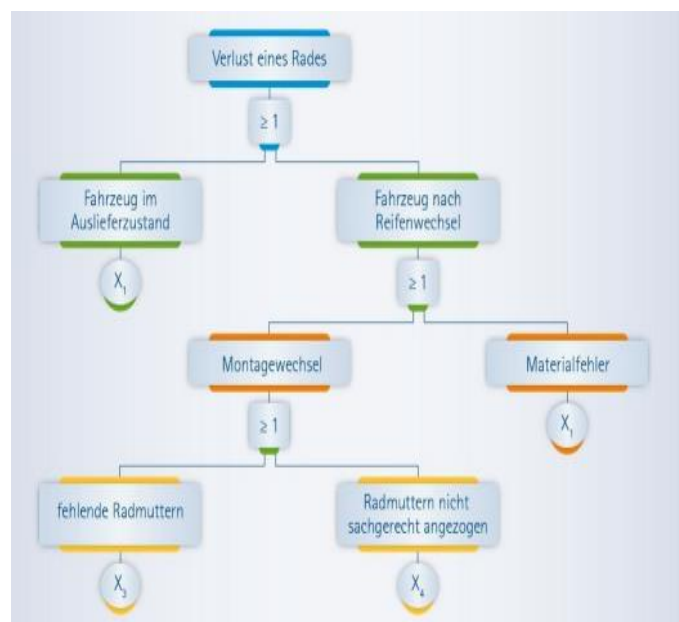 Verlust eines Rades
≥ 1
Fahrzeug im
Auslieferzustand
Fahrzeug nach
Reifenwechsel
X₁
≥ 1
Montagewechsel
Materialfehler
≥ 1
X₁
fehlende Radmuttern
Radmuttern nicht
sachgerecht angezogen
X₃
X₄